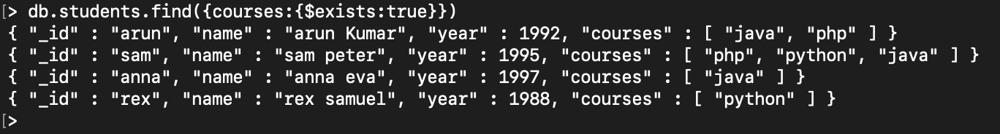 [> db.students.find({courses:{$exists:true}})
{ "_id" : "arun", "name" : "arun Kumar", "year" : 1992, "courses" : [ "java", "php" ] }
{ "_id" : "sam", "name" : "sam peter", "year" : 1995, "courses" : [ "php", "python", "java" ] }
{ "_id" : "anna", "name" : "anna eva", "year" : 1997, "courses" : [ "java" ] }
{ "_id" : "rex", "name" : "rex samuel", "year" : 1988, "courses" : [ "python" ] }
[>